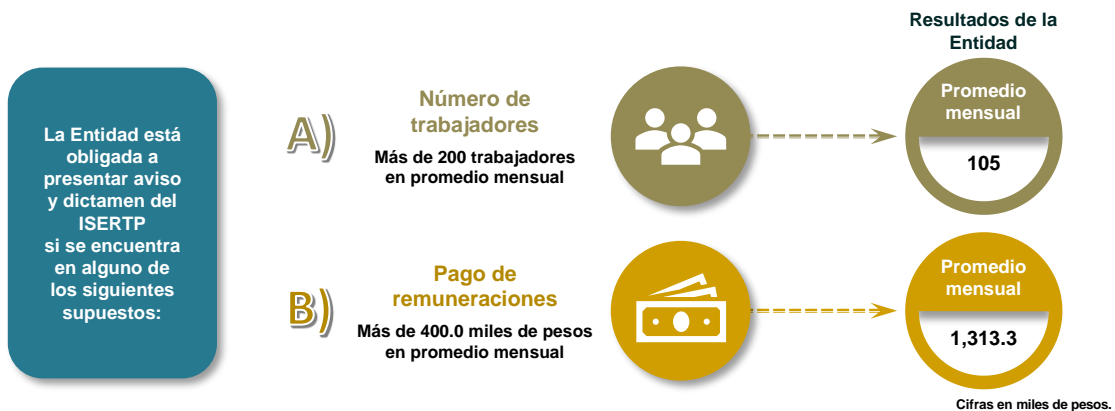 La Entidad está
obligada a
presentar aviso
y dictamen del
ISERTP
si se encuentra
en alguno de
los siguientes
supuestos:
A)
Número de
trabajadores
Más de 200 trabajadores
en promedio mensual
Resultados de la
Entidad
Promedio
mensual
105
B)
Pago de
remuneraciones
Más de 400.0 miles de pesos
en promedio mensual
Promedio
mensual
1,313.3
Cifras en miles de pesos.